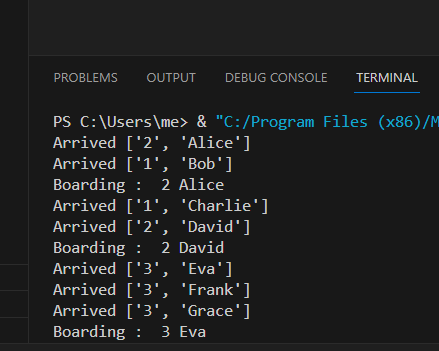 PROBLEMS OUTPUT DEBUG CONSOLE TERMINAL
PS C:\Users\me> & "C:/Program Files (x86)/M
Arrived ['2', 'Alice']
Arrived ['1', 'Bob']
Boarding :  2 Alice
Arrived ['1', 'Charlie']
Arrived ['2', 'David']
Boarding :  2 David
Arrived ['3', 'Eva']
Arrived ['3', 'Frank']
Arrived ['3', 'Grace']
Boarding :  3 Eva